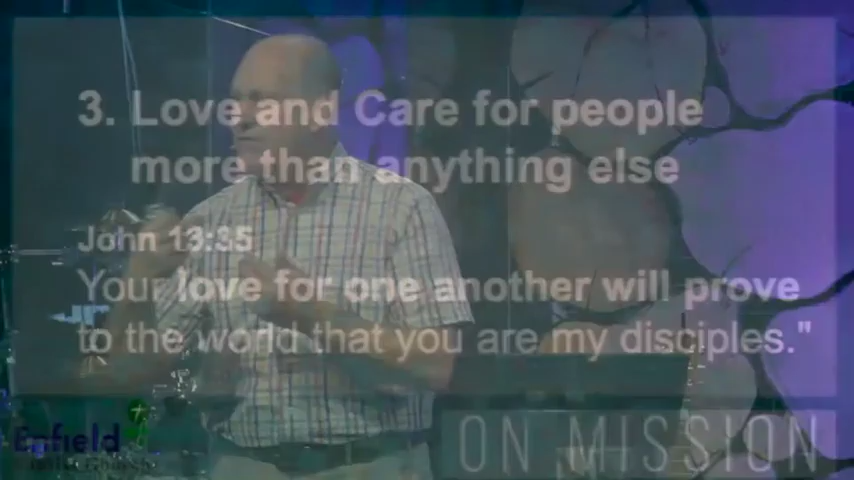 3. Love and Care for people
more than anything else
John 13:35
Your love for one another will prove
to the world that you are my disciples."
Enfield
ON MISSION